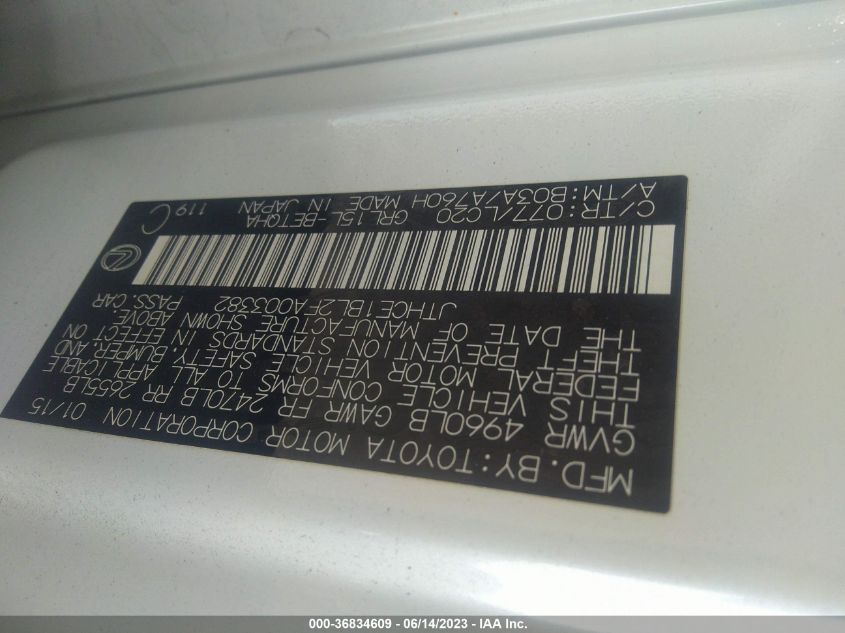 MFD. BY: TOYOTA MOTOR CORPORATION 01/15
GVWR 4960LB GAWR FR 2470LB RR 2655LB
THIS VEHICLE CONFORMS TO ALL APPLICABLE
FEDERAL MOTOR VEHICLE SAFETY, BUMPER, AND
THEFT PREVENTION STANDARDS IN EFFECT ON
THE DATE OF MANUFACTURE SHOWN ABOVE.
JTHCE1BL2FA003382 PASS. CAR
C/TR: 077/LC20 GRL15L -BETQHA 119 C
A/TM: B03A/A760H MADE IN JAPAN
000-36834609 - 06/14/2023 - IAA Inc.